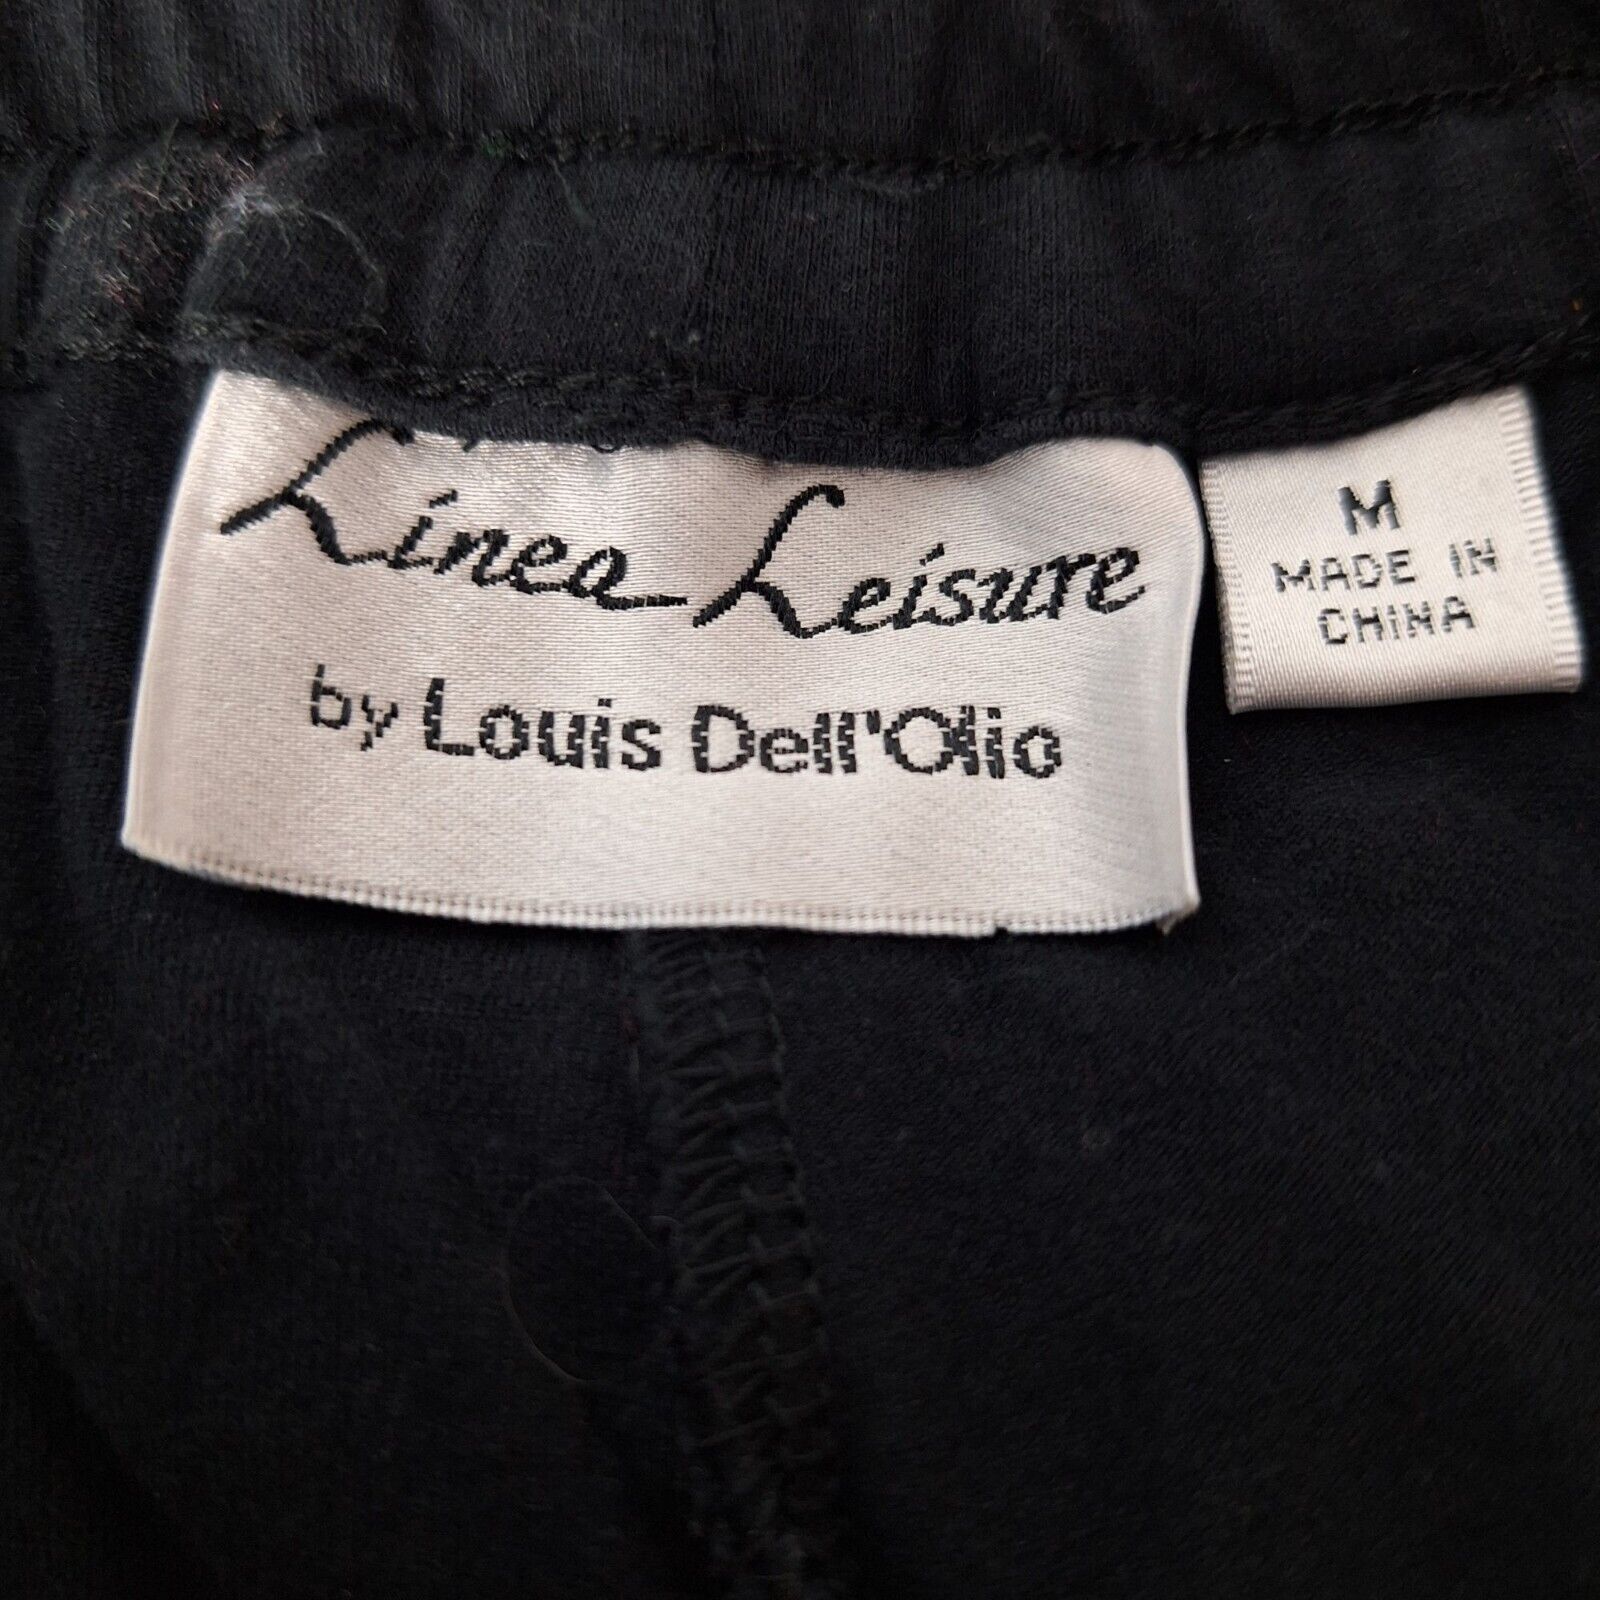 Linea Leisure
by Louis Dell'Olio
M
MADE IN
CHINA